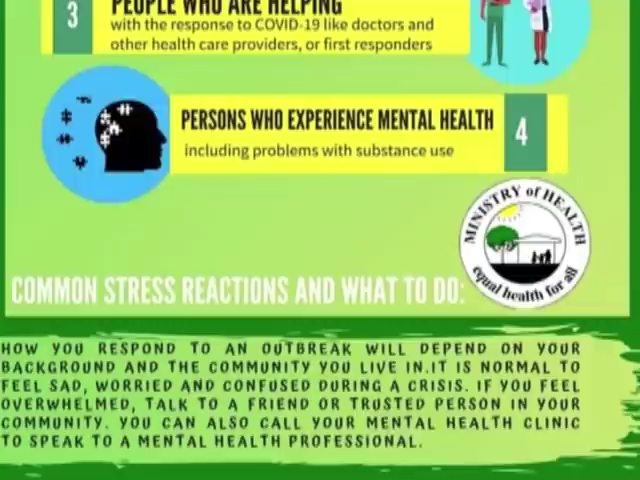 3
PEOPLE WHO ARE HELPING
with the response to COVID-19 like doctors and
other health care providers, or first responders
PERSONS WHO EXPERIENCE MENTAL HEALTH
4
including problems with substance use
MINISTRY of HEALTH
equal health for all
COMMON STRESS REACTIONS AND WHAT TO DO:
HOW YOU RESPOND TO AN OUTBREAK WILL DEPEND ON YOUR
BACKGROUND AND THE COMMUNITY YOU LIVE IN.IT IS NORMAL TO
FEEL SAD, WORRIED AND CONFUSED DURING A CRISIS. IF YOU FEEL
OVERWHELMED, TALK TO A FRIEND OR TRUSTED PERSON IN YOUR
COMMUNITY. YOU CAN ALSO CALL YOUR MENTAL HEALTH CLINIC
TO SPEAK TO A MENTAL HEALTH PROFESSIONAL.